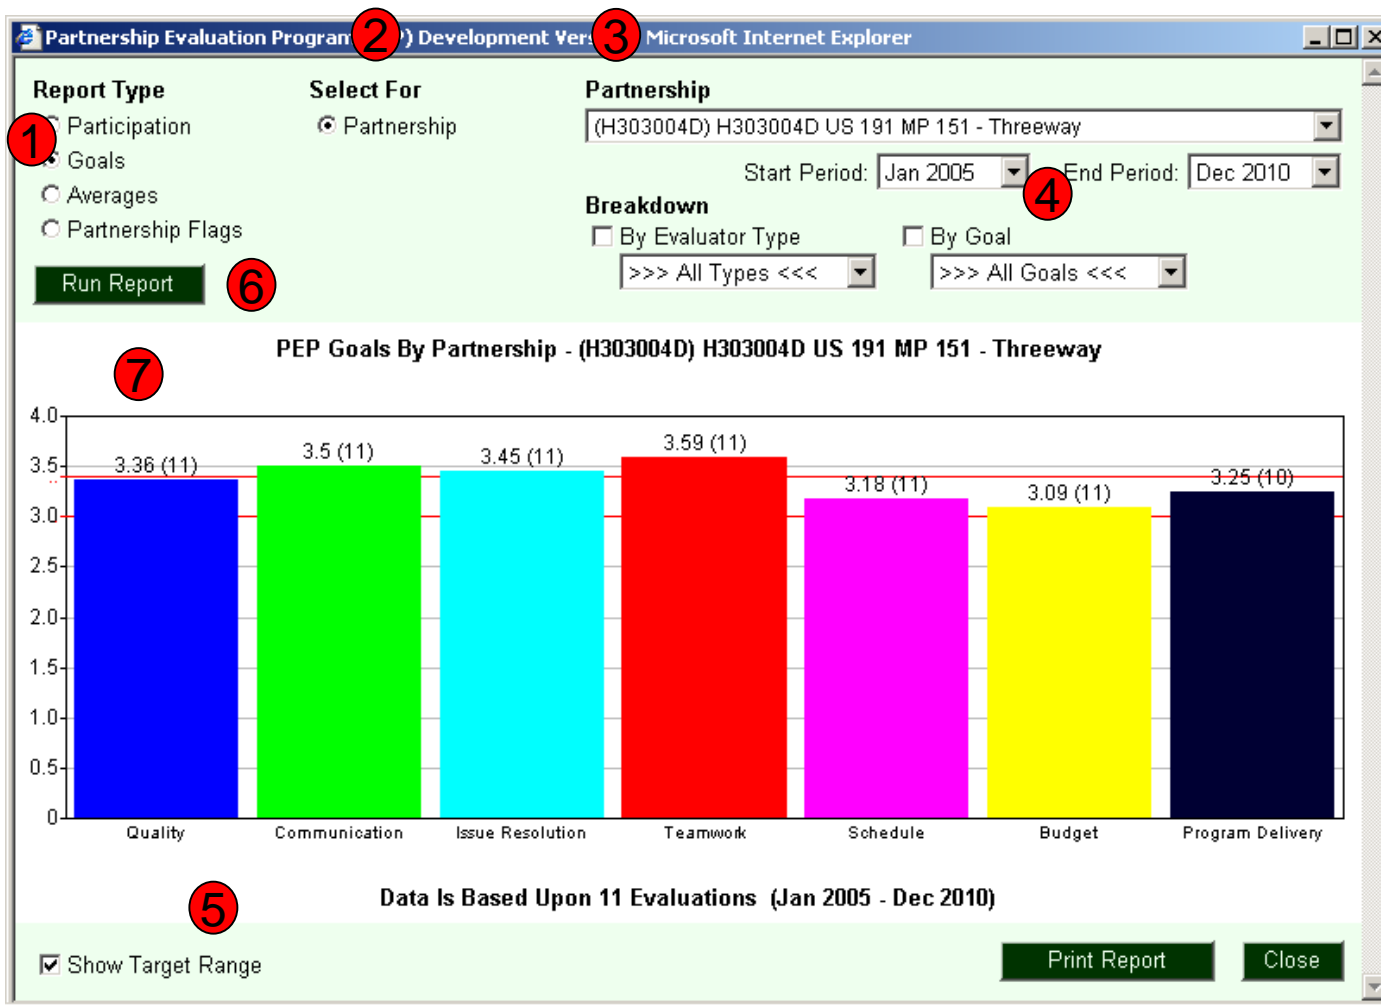 Partnership Evaluation Program 2 ) Development Vers 3 Microsoft Internet Explorer
Report Type
Select For
Partnership
1
Participation
Partnership
(H303004D) H303004D US 191 MP 151 - Threeway
Goals
Start Period: Jan 2005
4
End Period: Dec 2010
Averages
Breakdown
Partnership Flags
By Evaluator Type
By Goal
Run Report
6
>>> All Types <<<
>>> All Goals <<<
PEP Goals By Partnership - (H303004D) H303004D US 191 MP 151 - Threeway
7
4.0
3.5
3.0
2.5
2.0
1.5
1.0
0.5
0
3.36 (11)
3.5 (11)
3.45 (11)
3.59 (11)
3.18 (11)
3.09 (11)
3.25 (10)
Quality
Communication
Issue Resolution
Teamwork
Schedule
Budget
Program Delivery
5
Data Is Based Upon 11 Evaluations (Jan 2005 - Dec 2010)
Show Target Range
Print Report
Close